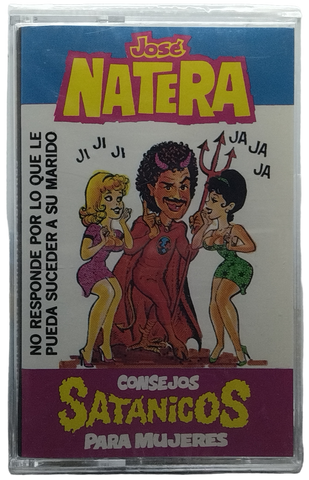 José
NATERA
NO RESPONDE POR LO QUE LE
PUEDA SUCEDER A SU MARIDO
JI JI JI
JA JA
JA
CONSEJOS
SATÁNICOS
PARA MUJERES